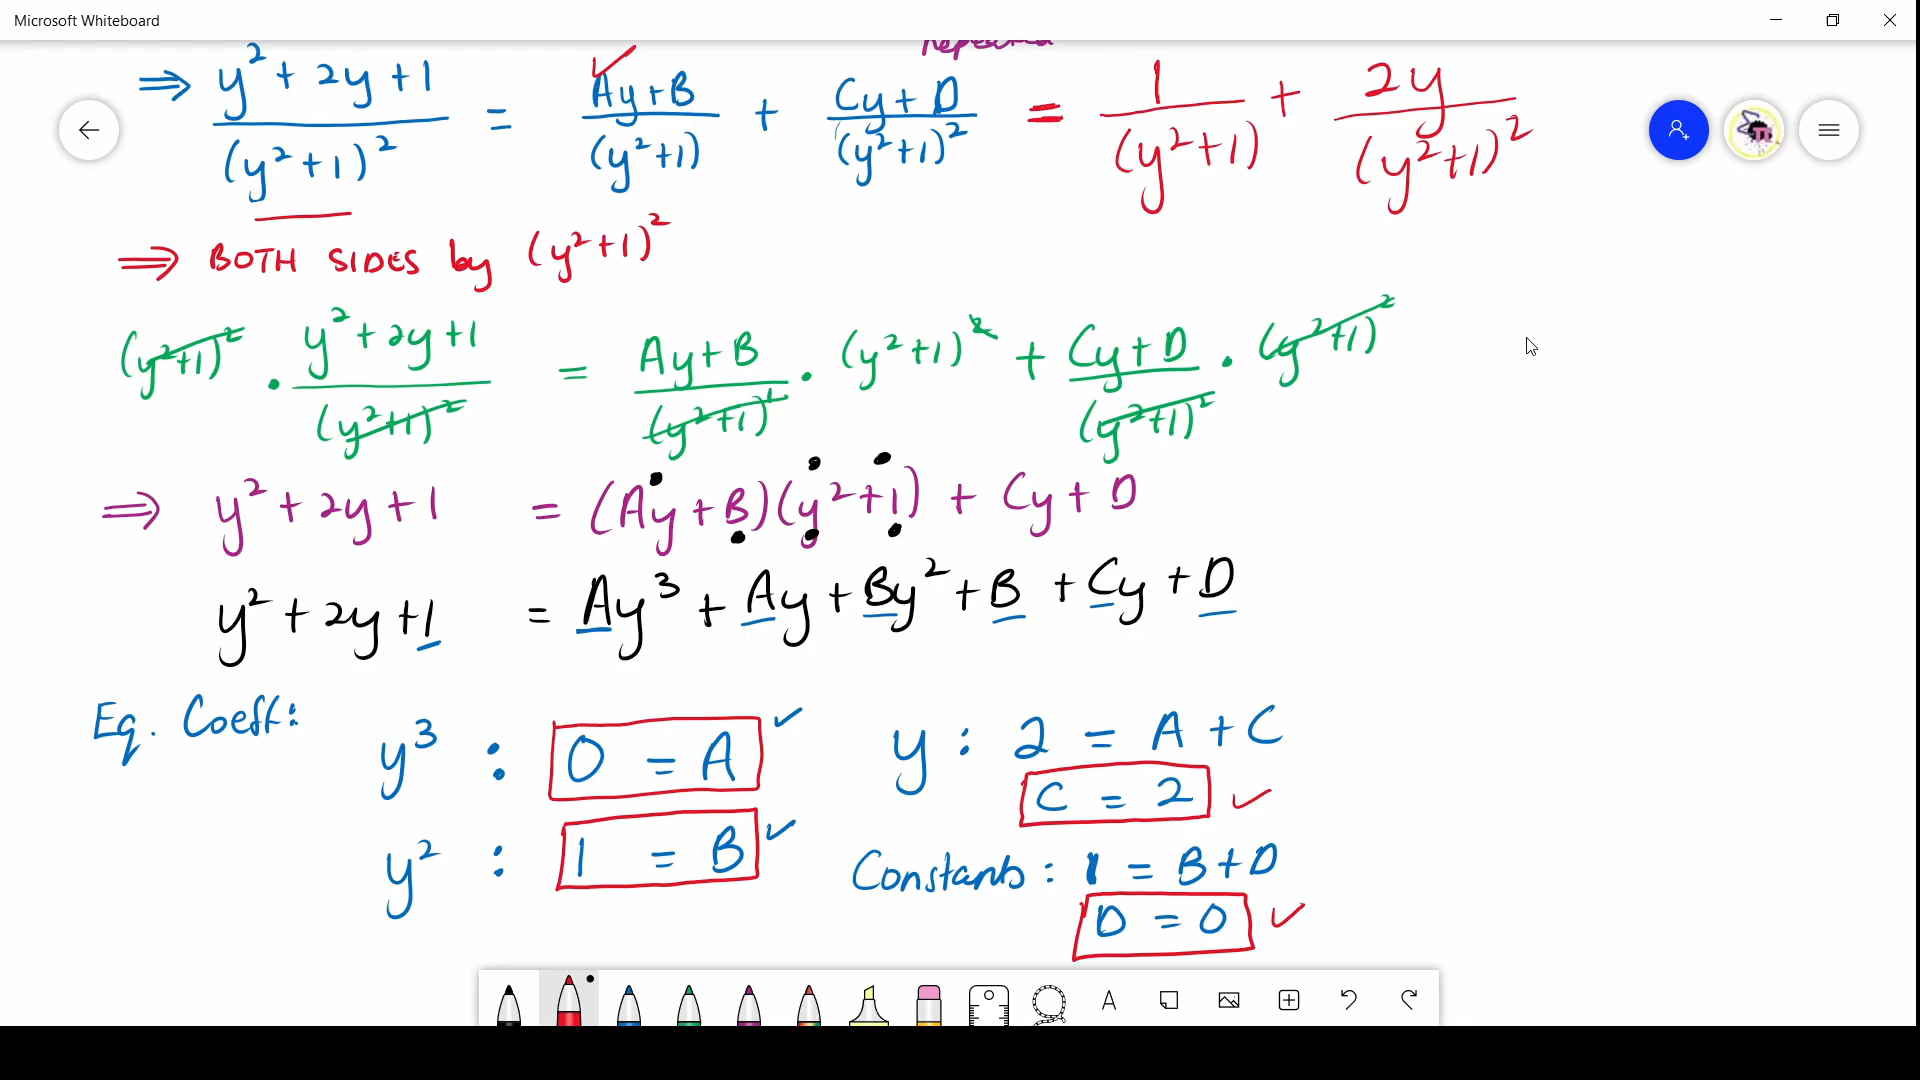 Microsoft Whiteboard
Repeated
⇒ y² + 2y + 1 / (y² + 1)² = Ay + B / (y² + 1) + Cy + D / (y² + 1)² = 1 / (y² + 1) + 2y / (y² + 1)²
⇒ BOTH SIDES by (y² + 1)²
(y² + 1)² · y² + 2y + 1 / (y² + 1)² = Ay + B / (y² + 1)¹ · (y² + 1)² + Cy + D / (y² + 1)² · (y² + 1)²
⇒ y² + 2y + 1 = (Ay + B)(y² + 1) + Cy + D
y² + 2y + 1 = Ay³ + Ay + By² + B + Cy + D
Eq. Coeff:
y³ : 0 = A ✓
y² : 1 = B ✓
y : 2 = A + C
C = 2 ✓
Constants : 1 = B + D
D = 0 ✓